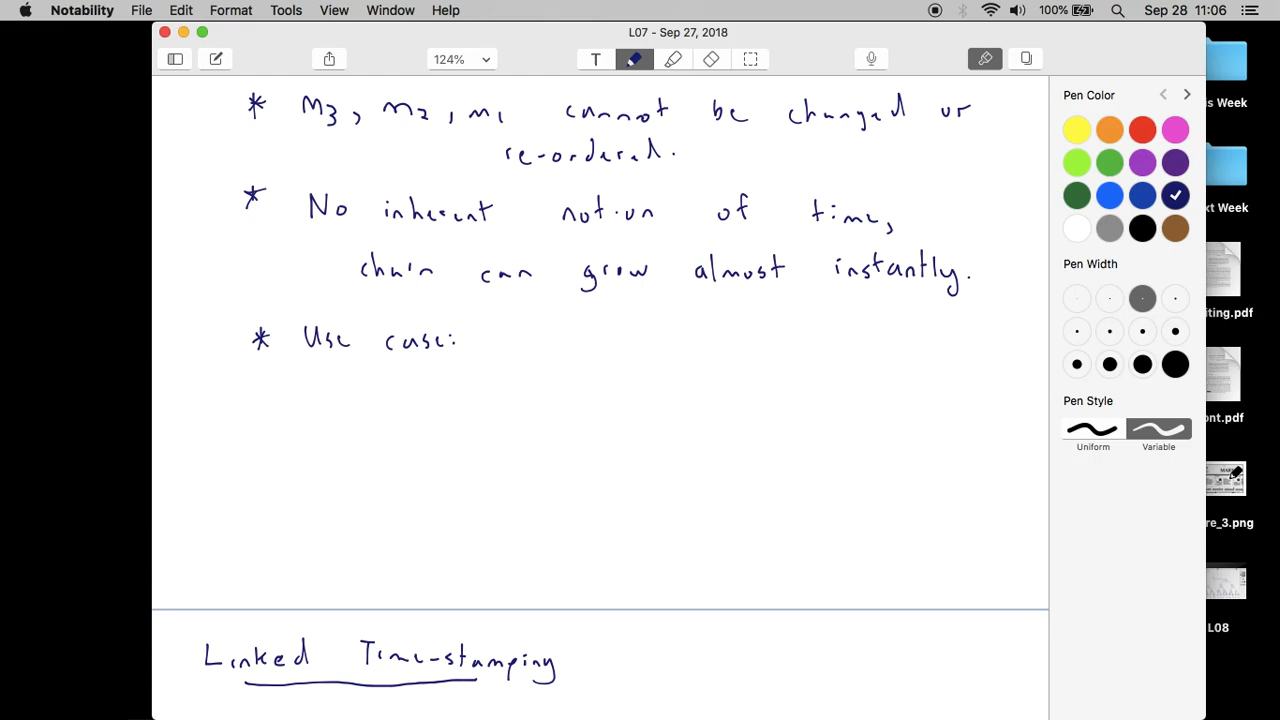 Notability File Edit Format Tools View Window Help 100% Sep 28 11:06
L07 - Sep 27, 2018
124% T
* m3, m2, m1 cannot be changed or
re-ordered.
* No inherent notion of time,
chain can grow almost instantly.
* Use case:
Linked Time-stamping
Pen Color
Pen Width
Pen Style
Uniform Variable
is Week
xt Week
iting.pdf
ont.pdf
re_3.png
L08